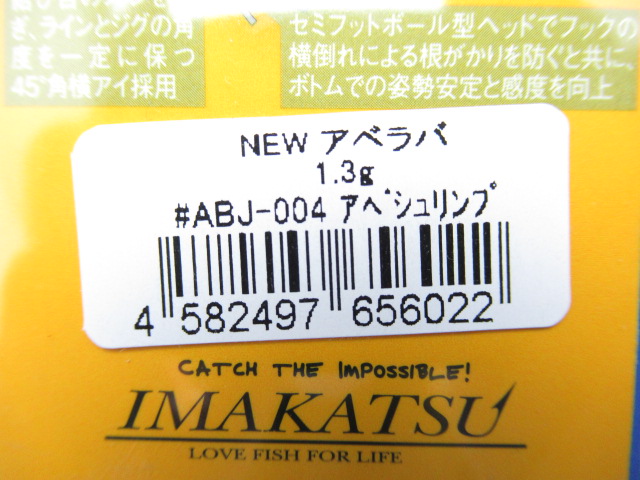 ぎ、ラインとジグの角
度を一定に保つ
45°角横アイ採用
セミフットボール型ヘッドでフックの
横倒れによる根がかりを防ぐと共に、
ボトムでの姿勢安定と感度を向上
NEW アベラバ
1.3g
#ABJ-004 アベシュリンプ
4 582497 656022
CATCH THE IMPOSSIBLE!
IMAKATSU
LOVE FISH FOR LIFE